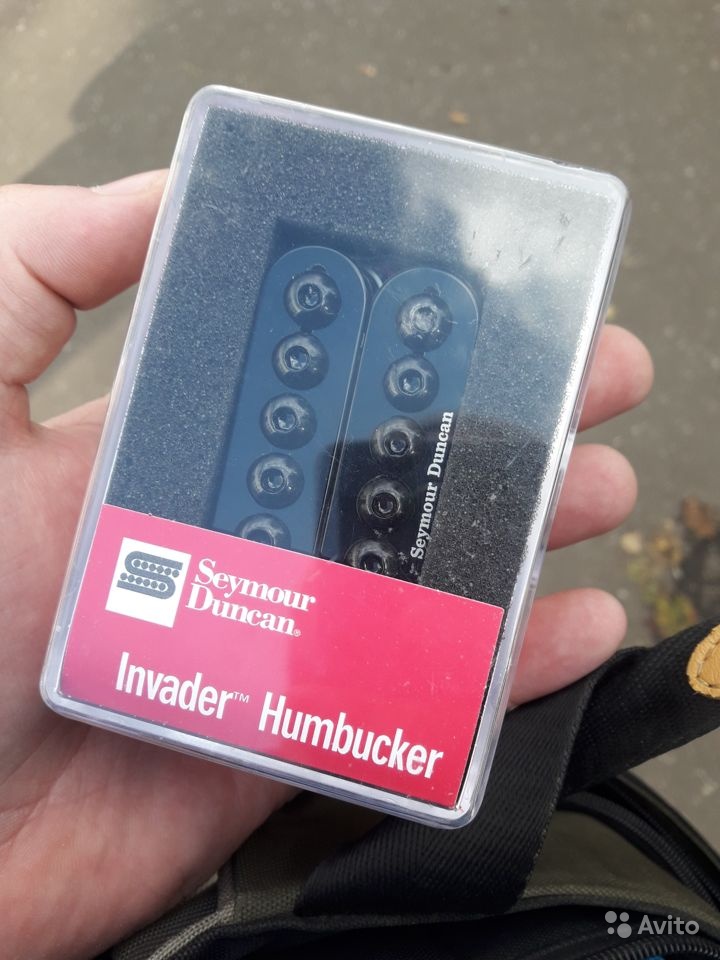 Seymour Duncan
Seymour
Duncan®
Invader™ Humbucker
Avito